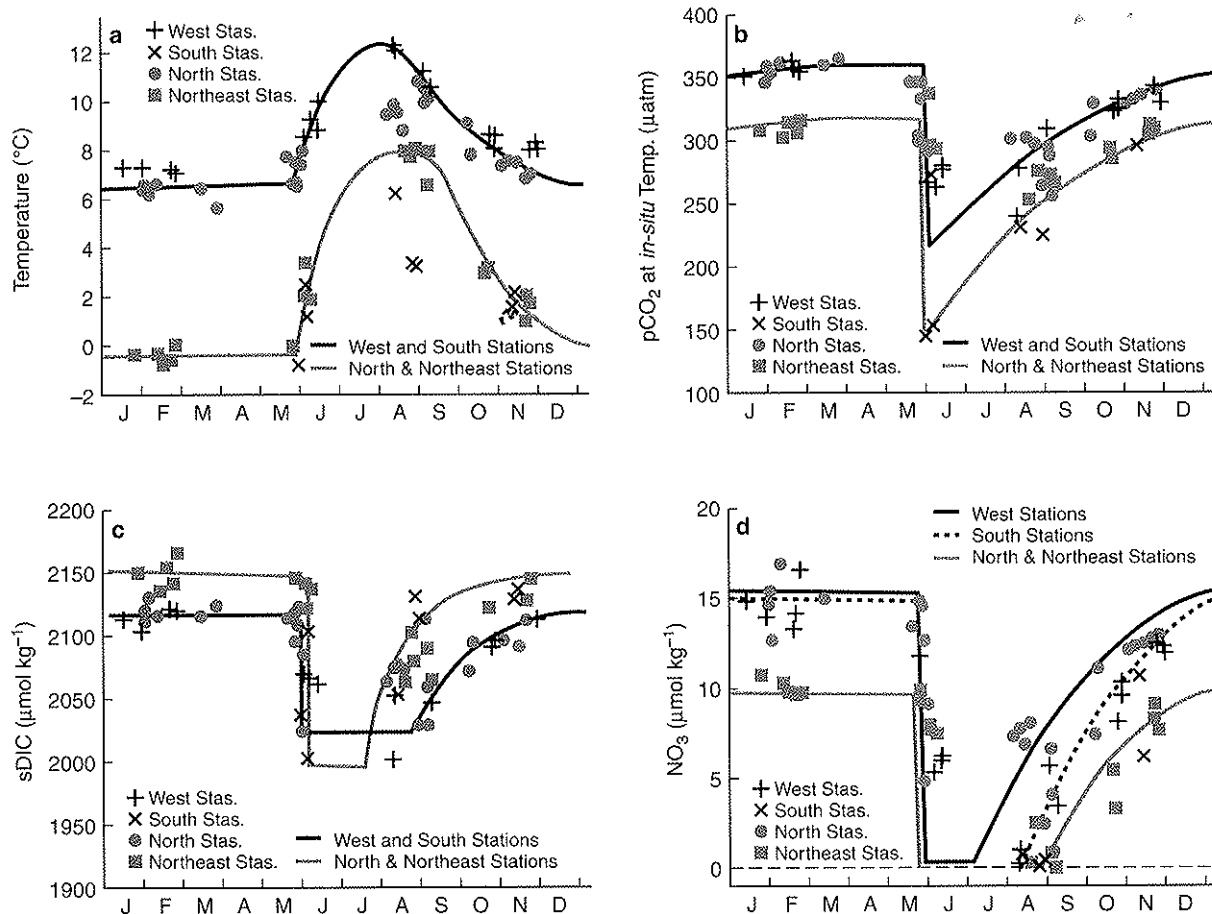 a
West Stas.
South Stas.
North Stas.
Northeast Stas.
12
10
8
6
4
2
0
−2
Temperature (°C)
West and South Stations
North & Northeast Stations
J F M A M J J A S O N D
b
400
350
300
250
200
150
100
pCO2 at in-situ Temp. (μatm)
West Stas.
South Stas.
North Stas.
Northeast Stas.
West and South Stations
North & Northeast Stations
J F M A M J J A S O N D
c
2200
2150
2100
2050
2000
1950
1900
sDIC (μmol kg−1)
West Stas.
South Stas.
North Stas.
Northeast Stas.
West and South Stations
North & Northeast Stations
J F M A M J J A S O N D
d
20
15
10
5
0
NO3 (μmol kg−1)
West Stations
South Stations
North & Northeast Stations
West Stas.
South Stas.
North Stas.
Northeast Stas.
J F M A M J J A S O N D